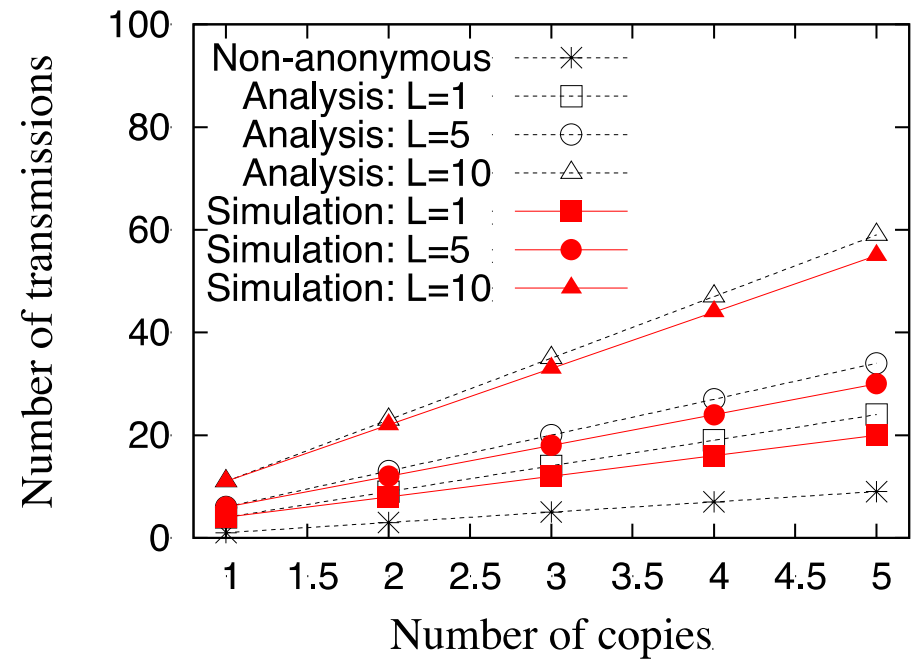 Number of transmissions
100
80
60
40
20
0
Non-anonymous
Analysis: L=1
Analysis: L=5
Analysis: L=10
Simulation: L=1
Simulation: L=5
Simulation: L=10
1 1.5 2 2.5 3 3.5 4 4.5 5
Number of copies